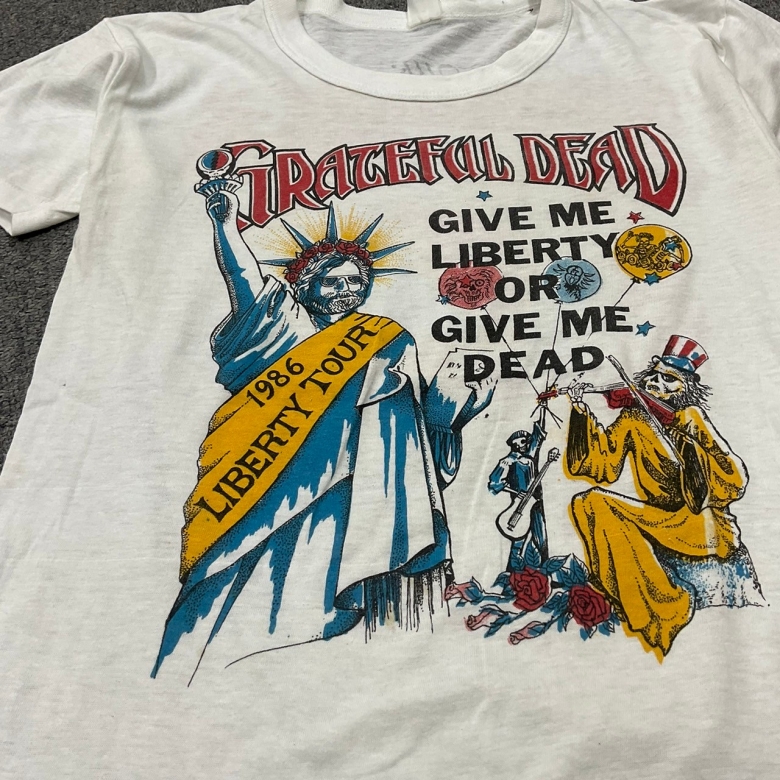 GRATEFUL DEAD
GIVE ME
LIBERTY
OR
GIVE ME
DEAD
1986
LIBERTY TOUR